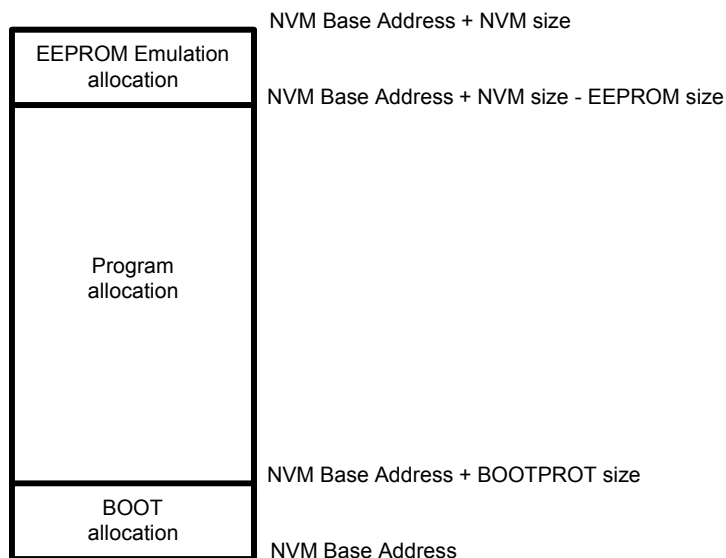 NVM Base Address + NVM size
EEPROM Emulation
allocation
NVM Base Address + NVM size - EEPROM size
Program
allocation
NVM Base Address + BOOTPROT size
BOOT
allocation
NVM Base Address